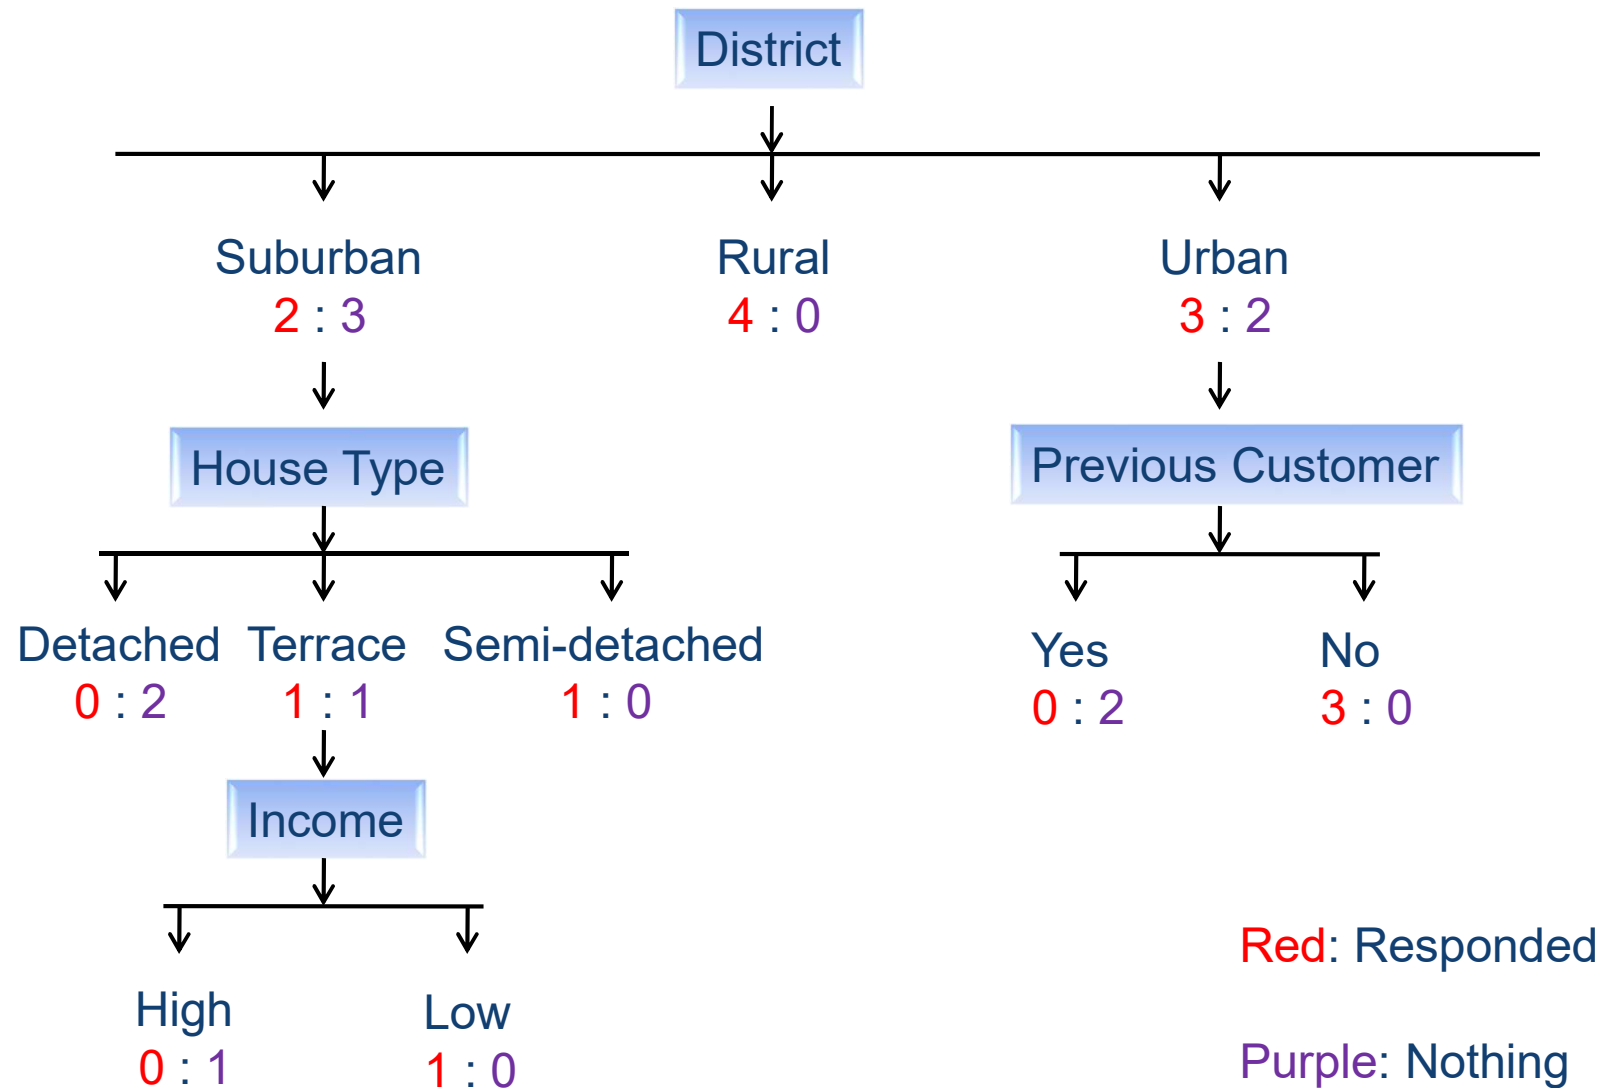 District
Suburban Rural Urban
2 : 3 4 : 0 3 : 2
House Type Previous Customer
Detached Terrace Semi-detached Yes No
0 : 2 1 : 1 1 : 0 0 : 2 3 : 0
Income
Red: Responded
High Low
0 : 1 1 : 0
Purple: Nothing